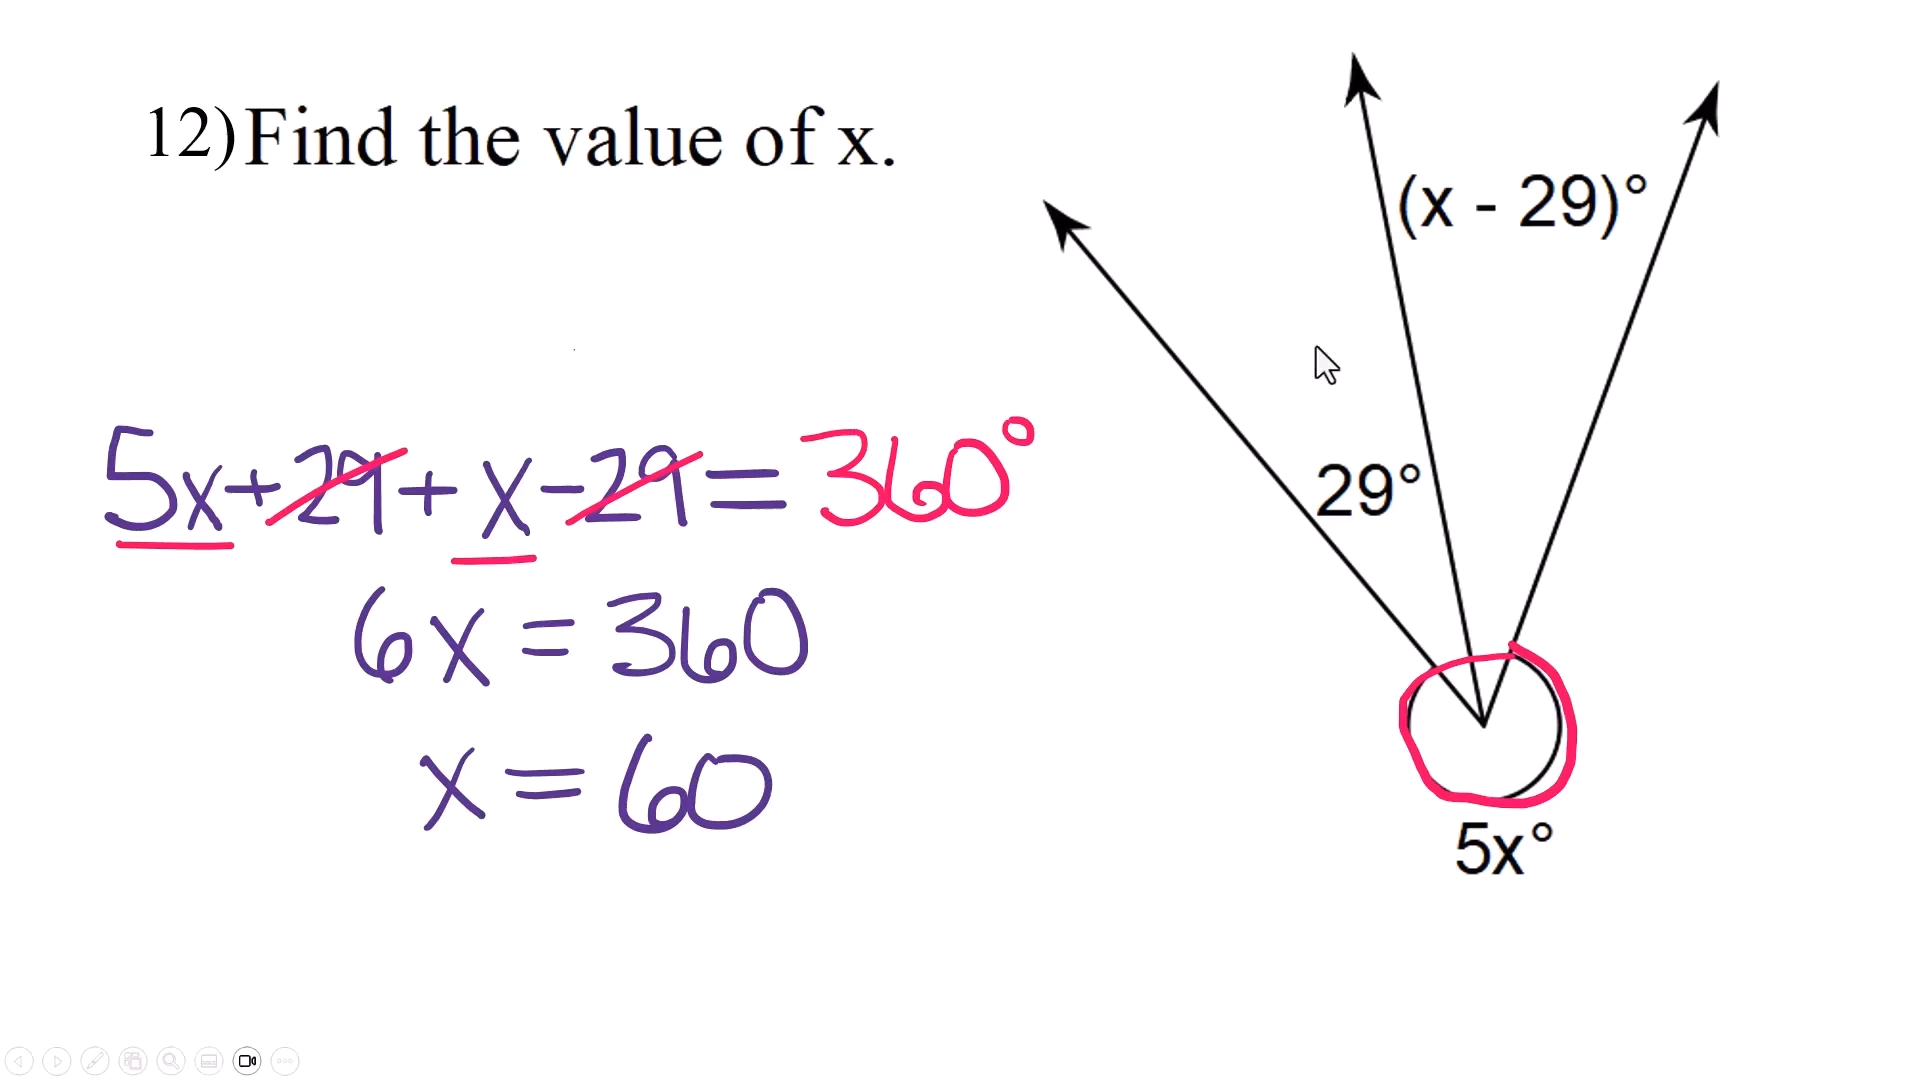 12) Find the value of x.
(x - 29)°
29°
5x + 29 + x - 29 = 360°
6x = 360
x = 60
5x°